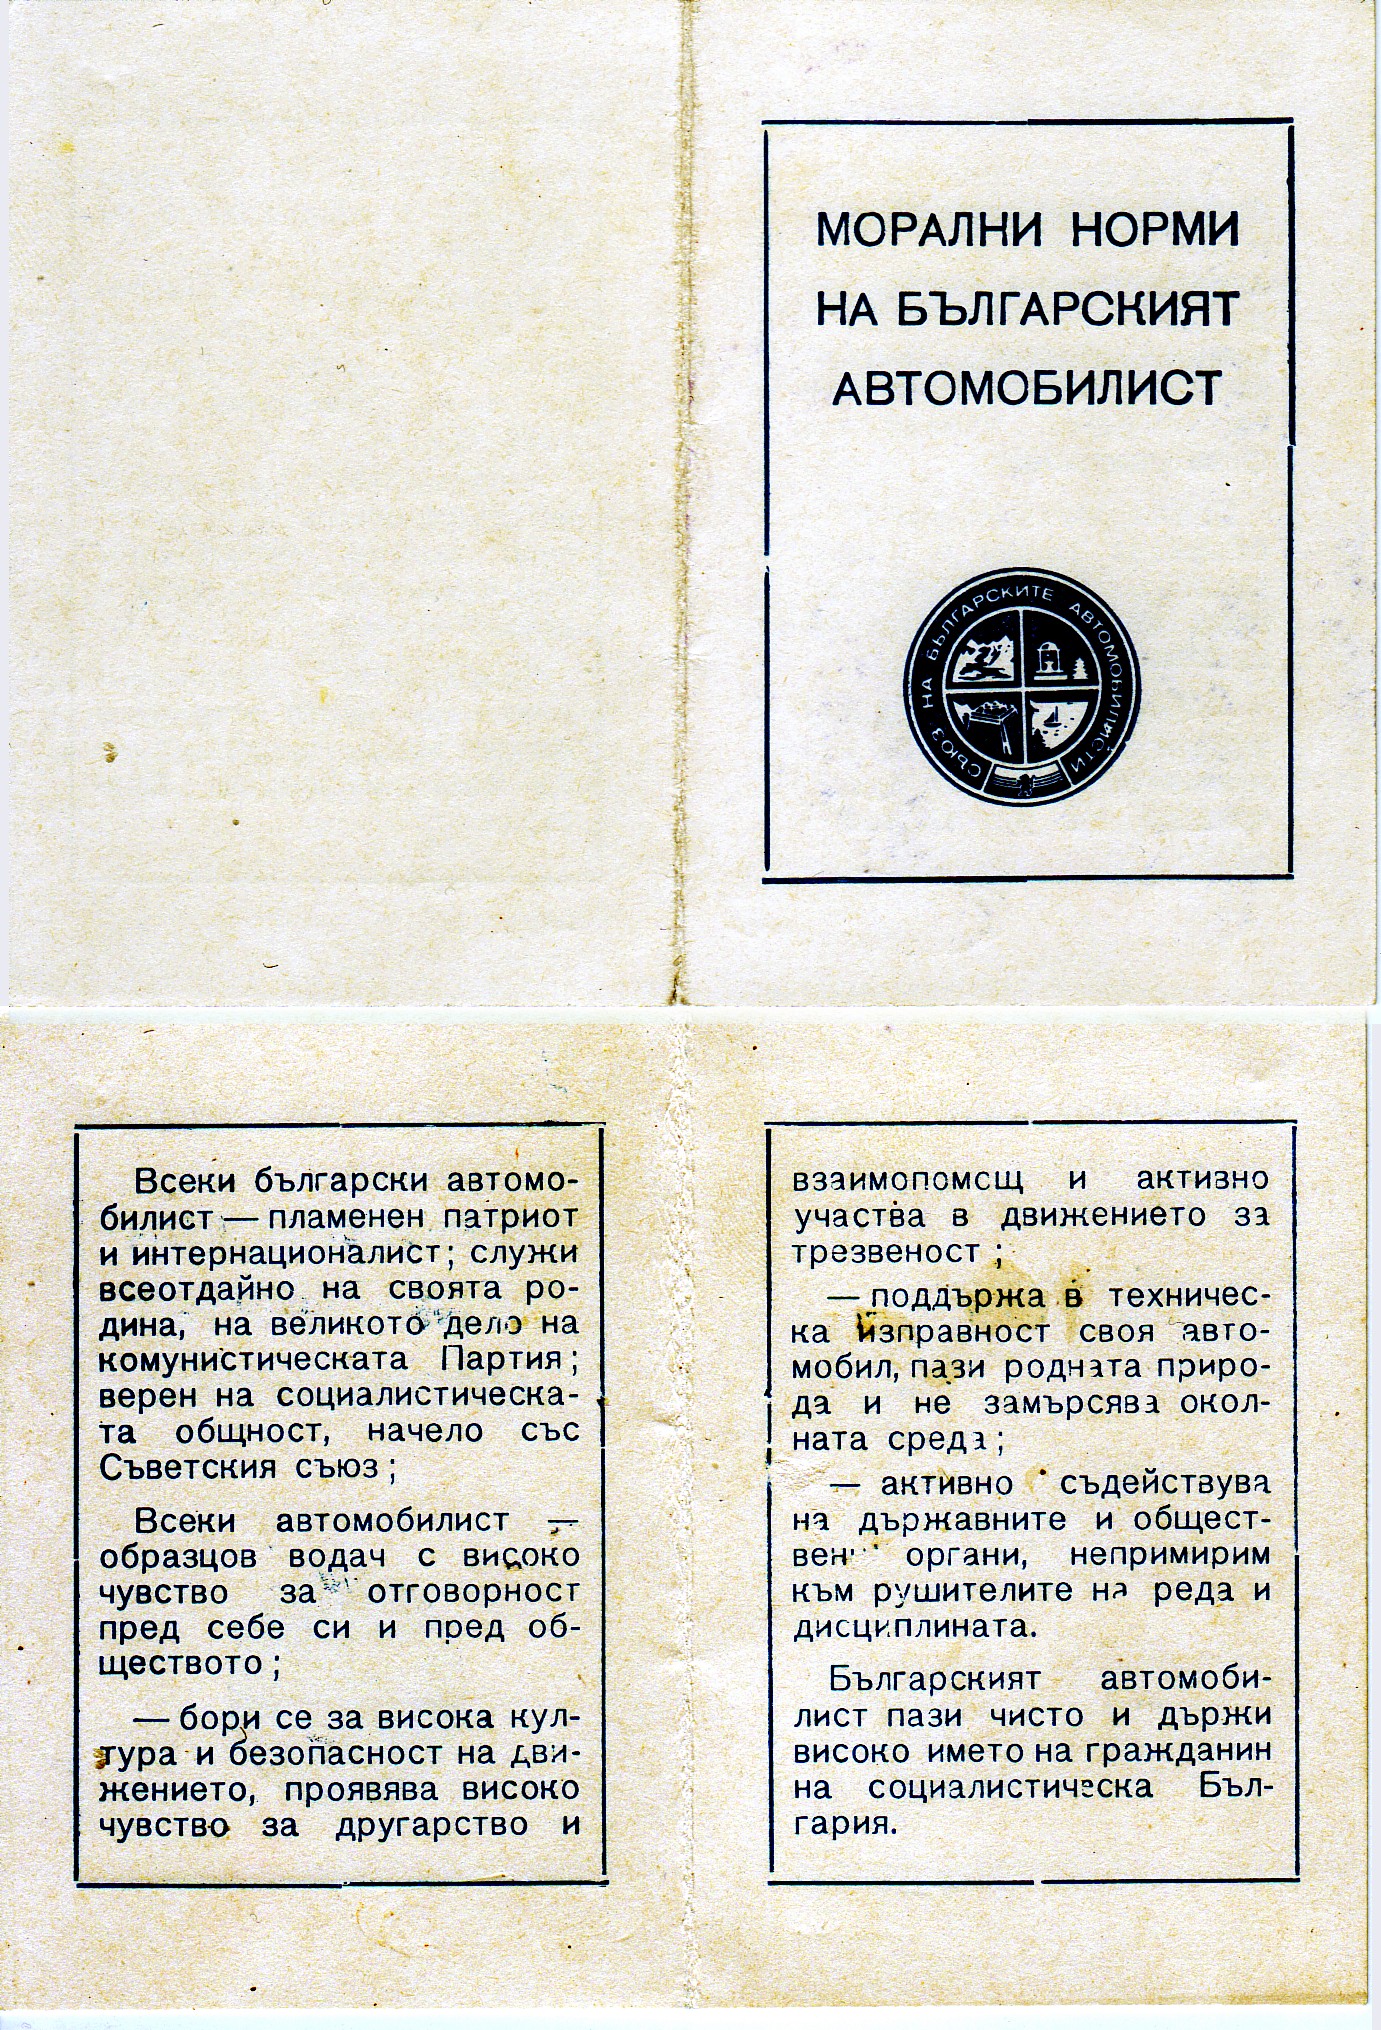 МОРАЛНИ НОРМИ
НА БЪЛГАРСКИЯТ
АВТОМОБИЛИСТ
СЪЮЗ НА БЪЛГАРСКИТЕ АВТОМОБИЛИСТИ
Всеки български автомо-
билист — пламенен патриот
и интернационалист; служи
всеотдайно на своята ро-
дина, на великото дело на
комунистическата Партия;
верен на социалистическа-
та общност, начело със
Съветския съюз;
Всеки автомобилист —
образцов водач с високо
чувство за отговорност
пред себе си и пред об-
ществото;
— бори се за висока кул-
тура и безопасност на дви-
жението, проявява високо
чувство за другарство и
взаимопомощ и активно
участва в движението за
трезвеност;
— поддържа в техничес-
ка изправност своя авто-
мобил, пази родната приро-
да и не замърсява окол-
ната среда;
— активно съдействува
на държавните и общест-
вени органи, непримирим
към рушителите на реда и
дисциплината.
Българският автомоби-
лист пази чисто и държи
високо името на гражданин
на социалистическа Бъл-
гария.